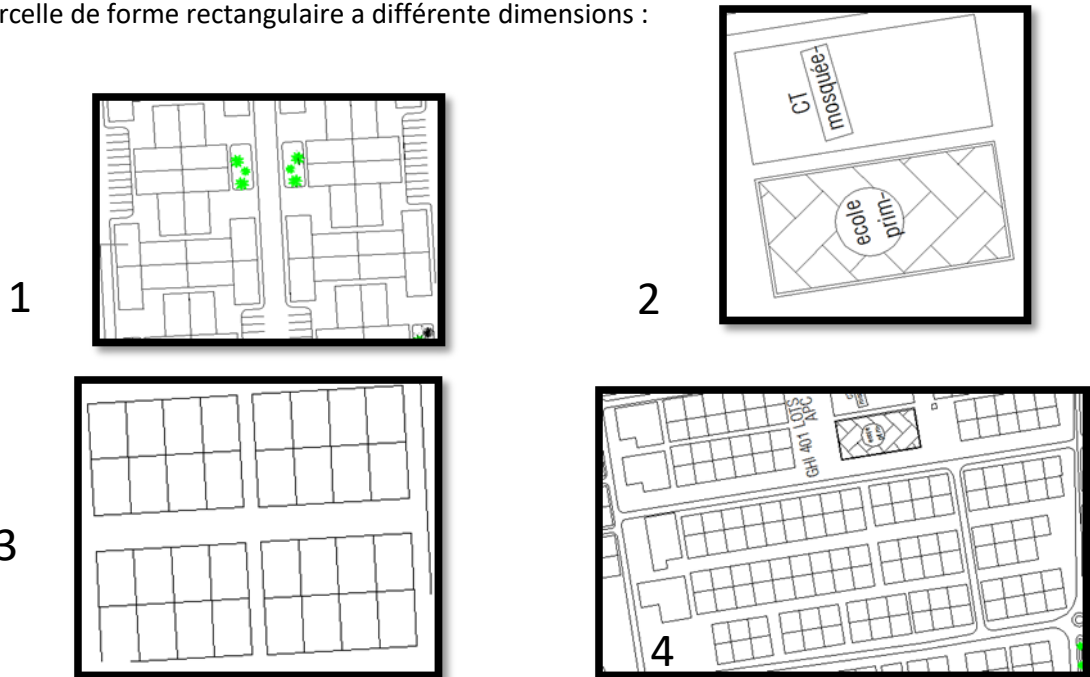 rcelle de forme rectangulaire a différente dimensions :
CT
mosquée-
ecole
prim-
1
2
GHI 401 LOTS
APC
3
4